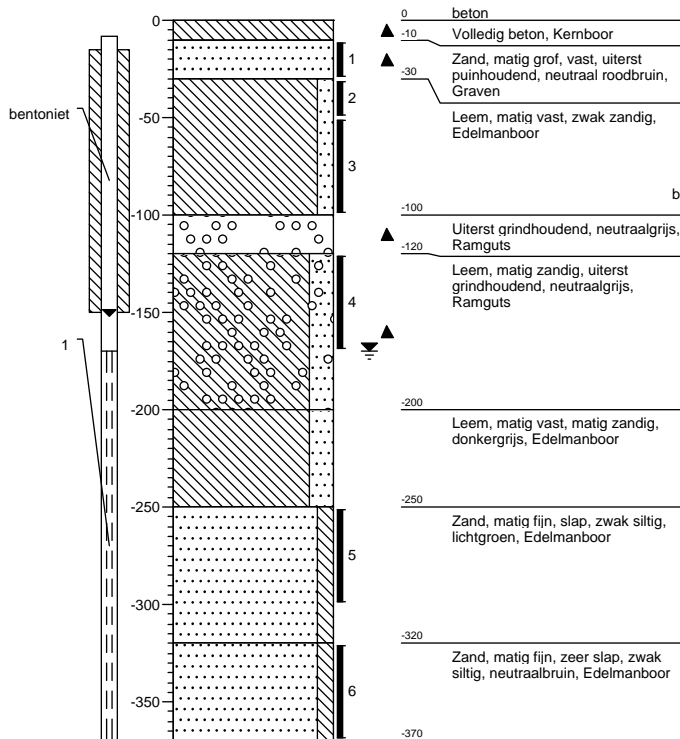 0
-50
-100
-150
-200
-250
-300
-350
bentoniet
1
1
2
3
4
5
6
0 beton
-10 Volledig beton, Kernboor
Zand, matig grof, vast, uiterst
puinhoudend, neutraal roodbruin,
Graven
-30
Leem, matig vast, zwak zandig,
Edelmanboor
b
-100
Uiterst grindhoudend, neutraalgrijs,
Ramguts
-120
Leem, matig zandig, uiterst
grindhoudend, neutraalgrijs,
Ramguts
-200
Leem, matig vast, matig zandig,
donkergrijs, Edelmanboor
-250
Zand, matig fijn, slap, zwak siltig,
lichtgroen, Edelmanboor
-320
Zand, matig fijn, zeer slap, zwak
siltig, neutraalbruin, Edelmanboor
-370